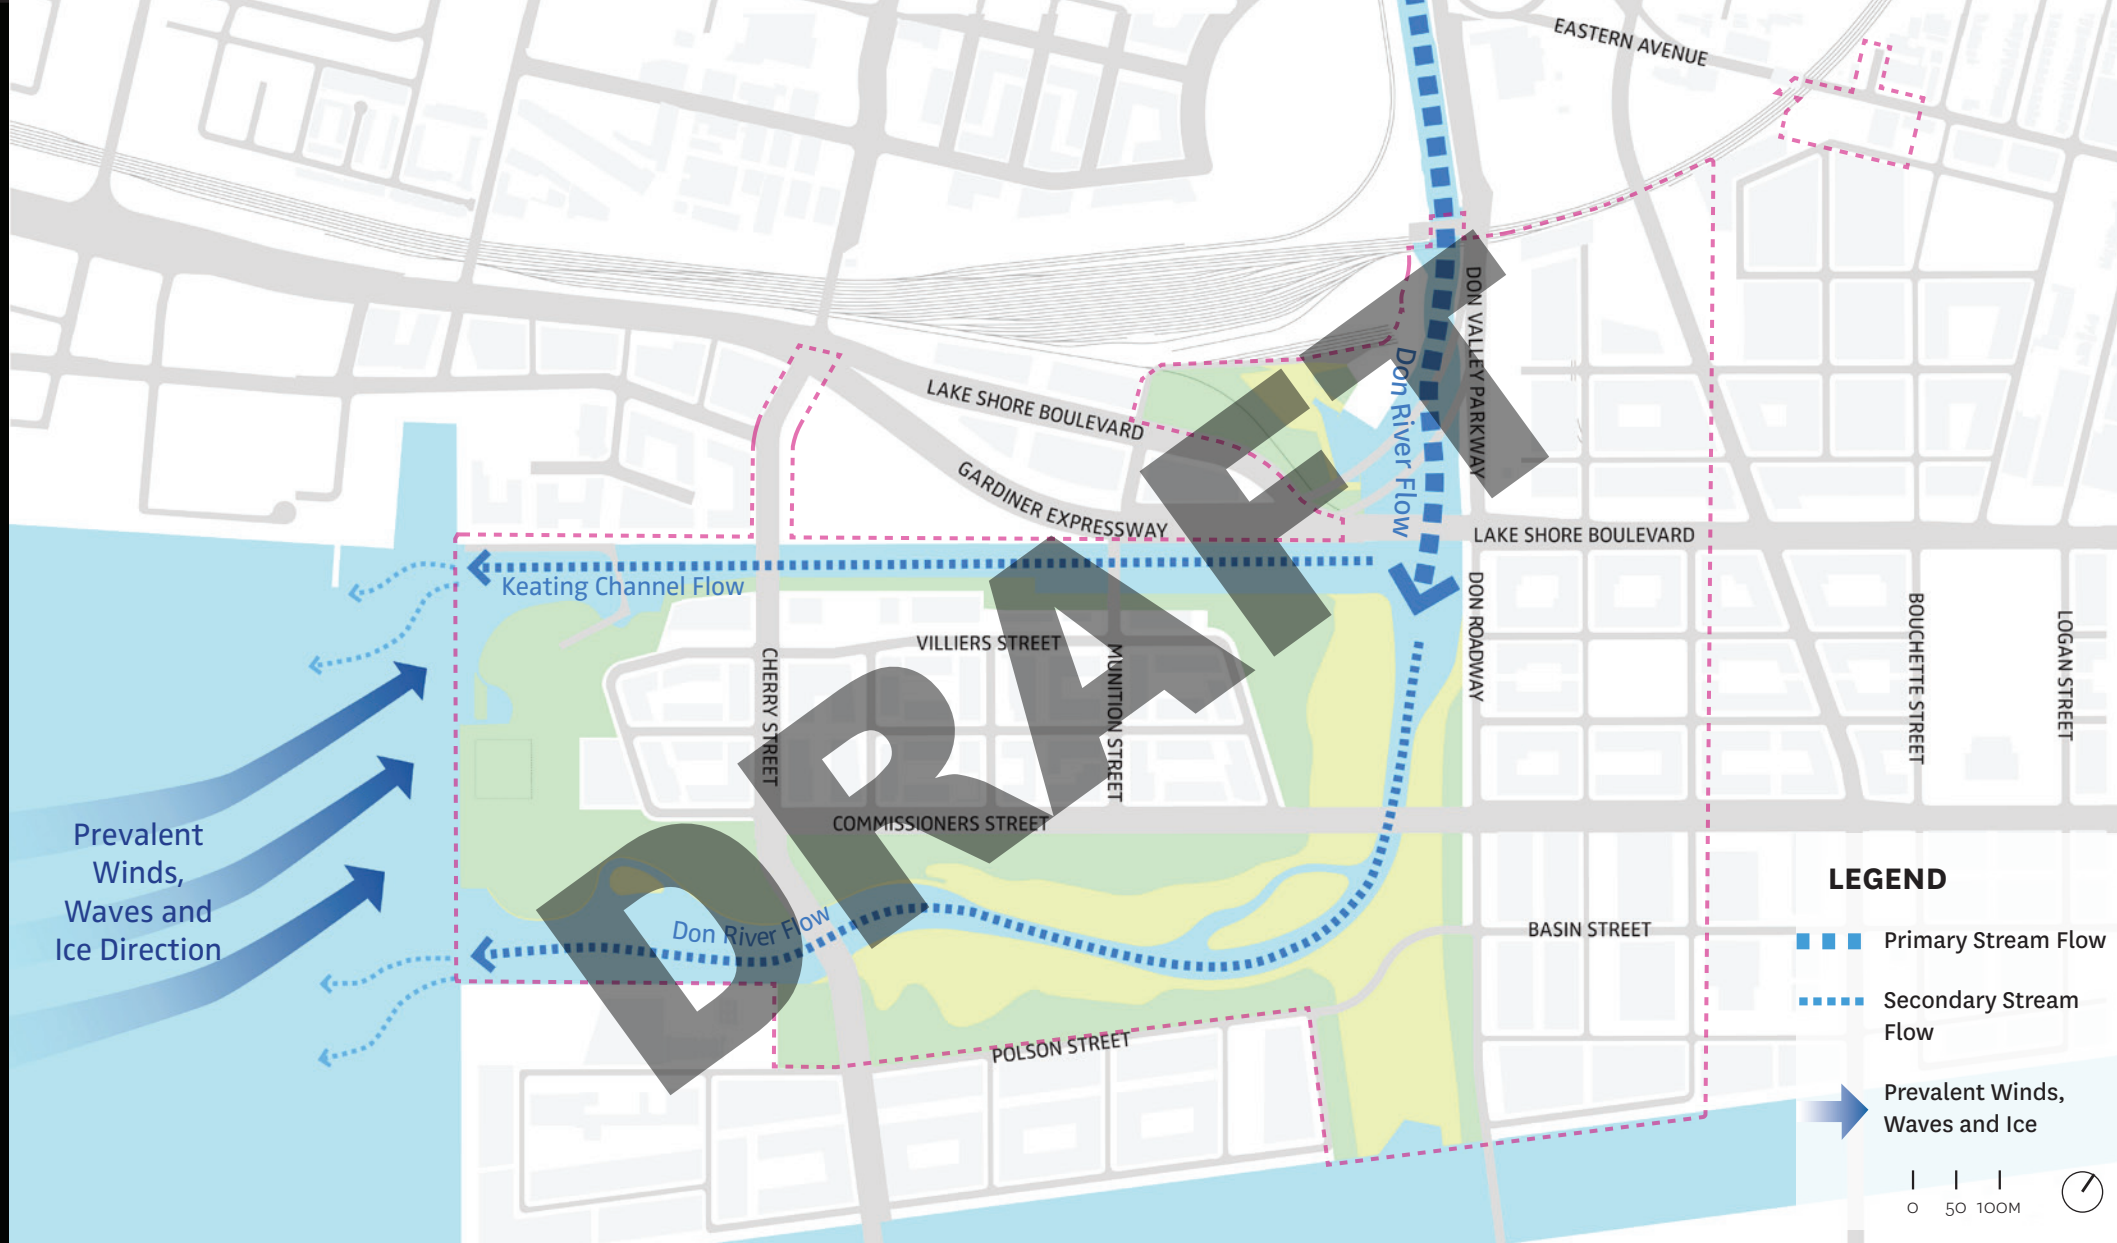 EASTERN AVENUE
DON VALLEY PARKWAY
Don River Flow
LAKE SHORE BOULEVARD
GARDINER EXPRESSWAY
LAKE SHORE BOULEVARD
Keating Channel Flow
DON ROADWAY
BOUCHETTE STREET
LOGAN STREET
VILLIERS STREET
CHERRY STREET
MUNITION STREET
COMMISSIONERS STREET
Prevalent
Winds,
Waves and
Ice Direction
Don River Flow
BASIN STREET
POLSON STREET
DRAFT
LEGEND
Primary Stream Flow
Secondary Stream
Flow
Prevalent Winds,
Waves and Ice
0 50 100M